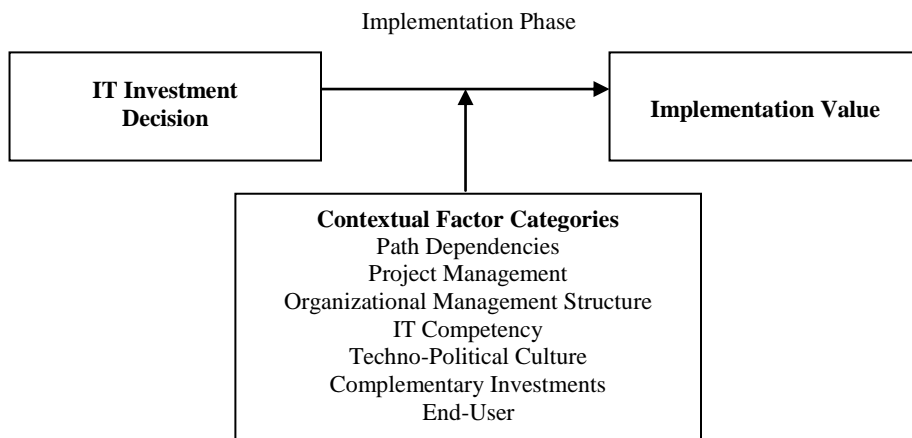 Implementation Phase
IT Investment
Decision
Implementation Value
Contextual Factor Categories
Path Dependencies
Project Management
Organizational Management Structure
IT Competency
Techno-Political Culture
Complementary Investments
End-User